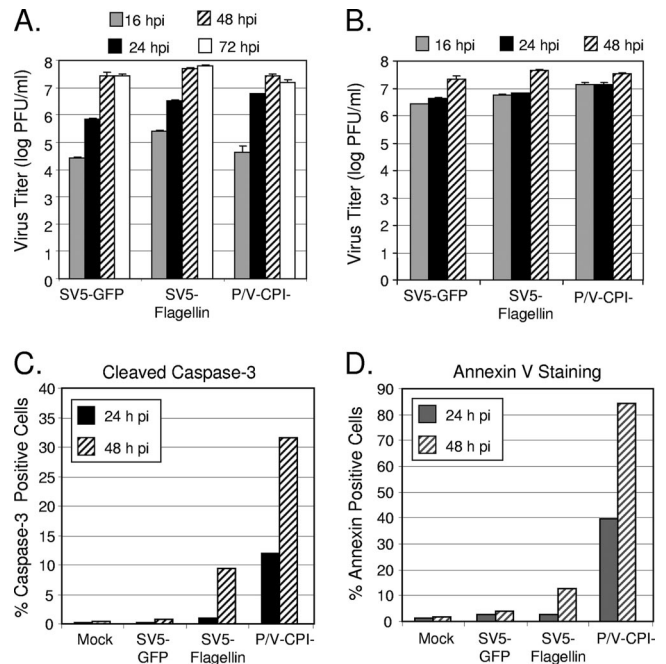 A.
16 hpi
48 hpi
24 hpi
72 hpi
Virus Titer (log PFU/ml)
8
7
6
5
4
3
2
1
0
SV5-GFP
SV5-
Flagellin
P/V-CPI-
B.
16 hpi
24 hpi
48 hpi
Virus Titer (log PFU/ml)
8
7
6
5
4
3
2
1
0
SV5-GFP
SV5-
Flagellin
P/V-CPI-
C.
Cleaved Caspase-3
24 h pi
48 h pi
% Caspase-3 Positive Cells
40
35
30
25
20
15
10
5
0
Mock
SV5-
GFP
SV5-
Flagellin
P/V-CPI-
D.
Annexin V Staining
24 h pi
48 h pi
% Annexin Positive Cells
90
80
70
60
50
40
30
20
10
0
Mock
SV5-
GFP
SV5-
Flagellin
P/V-CPI-